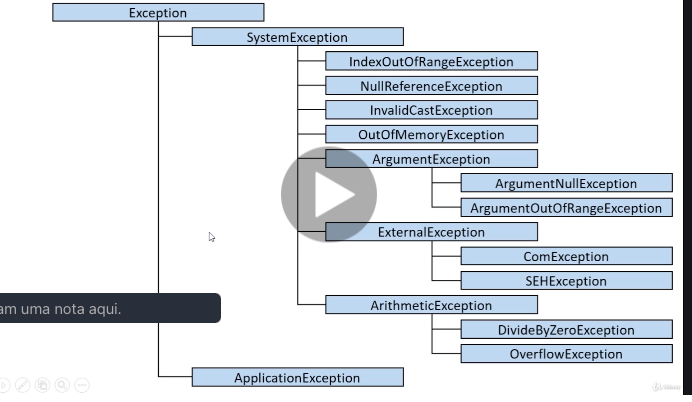 Exception
SystemException
IndexOutOfRangeException
NullReferenceException
InvalidCastException
OutOfMemoryException
ArgumentException
ArgumentNullException
ArgumentOutOfRangeException
ExternalException
ComException
SEHException
am uma nota aqui.
ArithmeticException
DivideByZeroException
OverflowException
ApplicationException